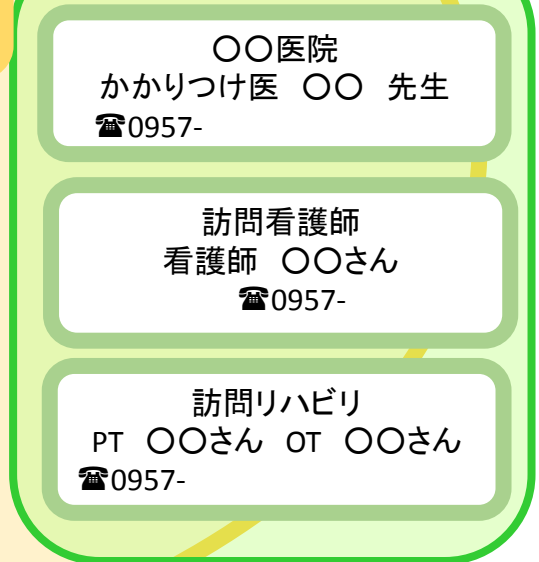 〇〇医院
かかりつけ医　〇〇　先生
☎0957-
訪問看護師
看護師　〇〇さん
☎0957-
訪問リハビリ
PT　〇〇さん　OT　〇〇さん
☎0957-